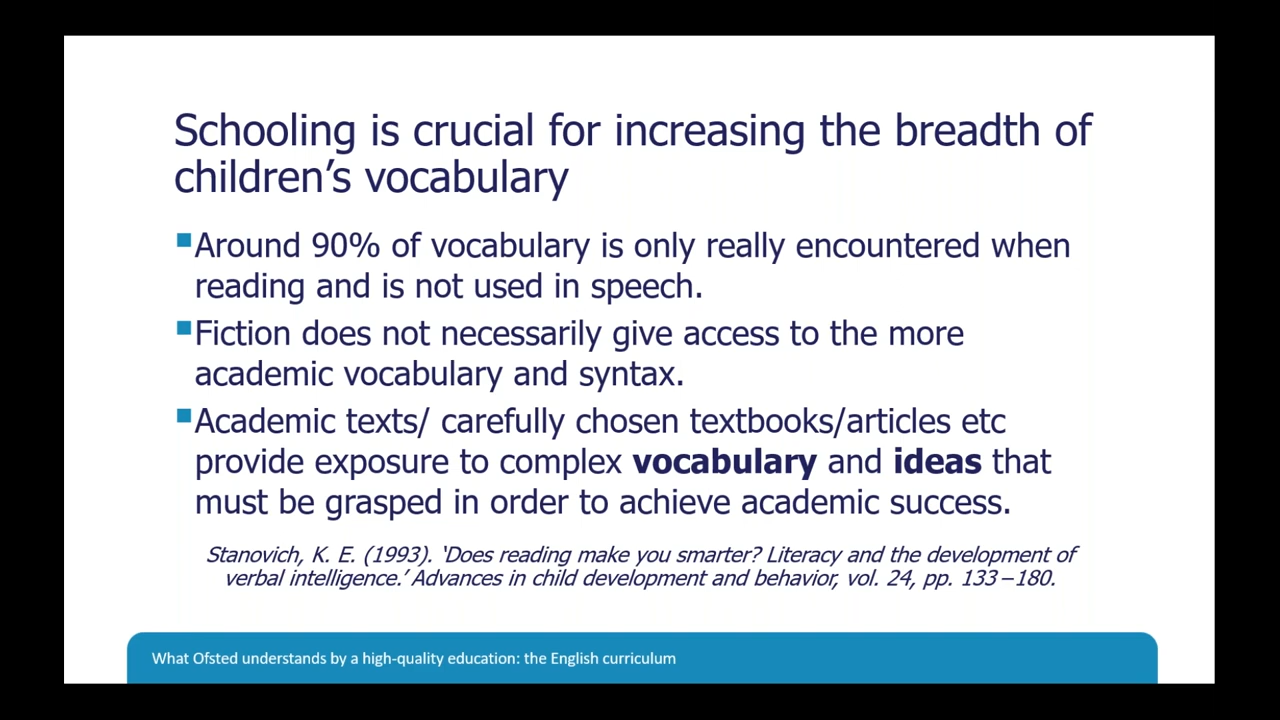 Schooling is crucial for increasing the breadth of
children’s vocabulary
▪Around 90% of vocabulary is only really encountered when
reading and is not used in speech.
▪Fiction does not necessarily give access to the more
academic vocabulary and syntax.
▪Academic texts/ carefully chosen textbooks/articles etc
provide exposure to complex vocabulary and ideas that
must be grasped in order to achieve academic success.
Stanovich, K. E. (1993). ‘Does reading make you smarter? Literacy and the development of
verbal intelligence.’ Advances in child development and behavior, vol. 24, pp. 133–180.
What Ofsted understands by a high-quality education: the English curriculum